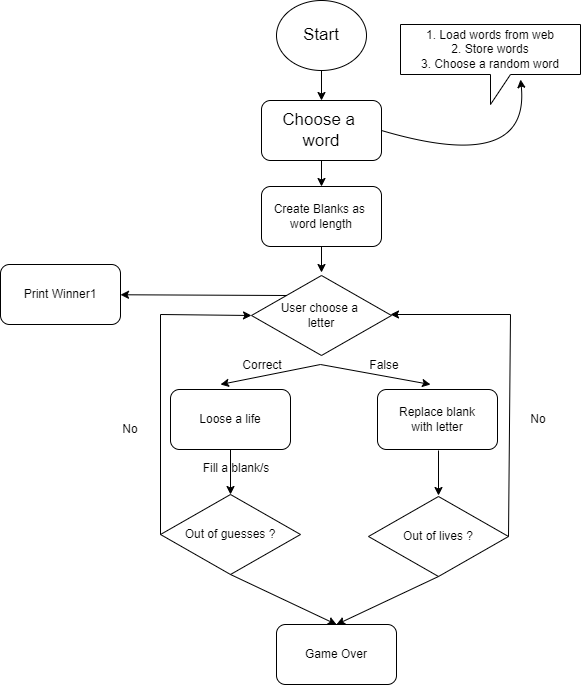 Start
1. Load words from web
2. Store words
3. Choose a random word
Choose a
word
Create Blanks as
word length
Print Winner1
User choose a
letter
Correct
False
Loose a life
Replace blank
with letter
No
No
Fill a blank/s
Out of guesses ?
Out of lives ?
Game Over